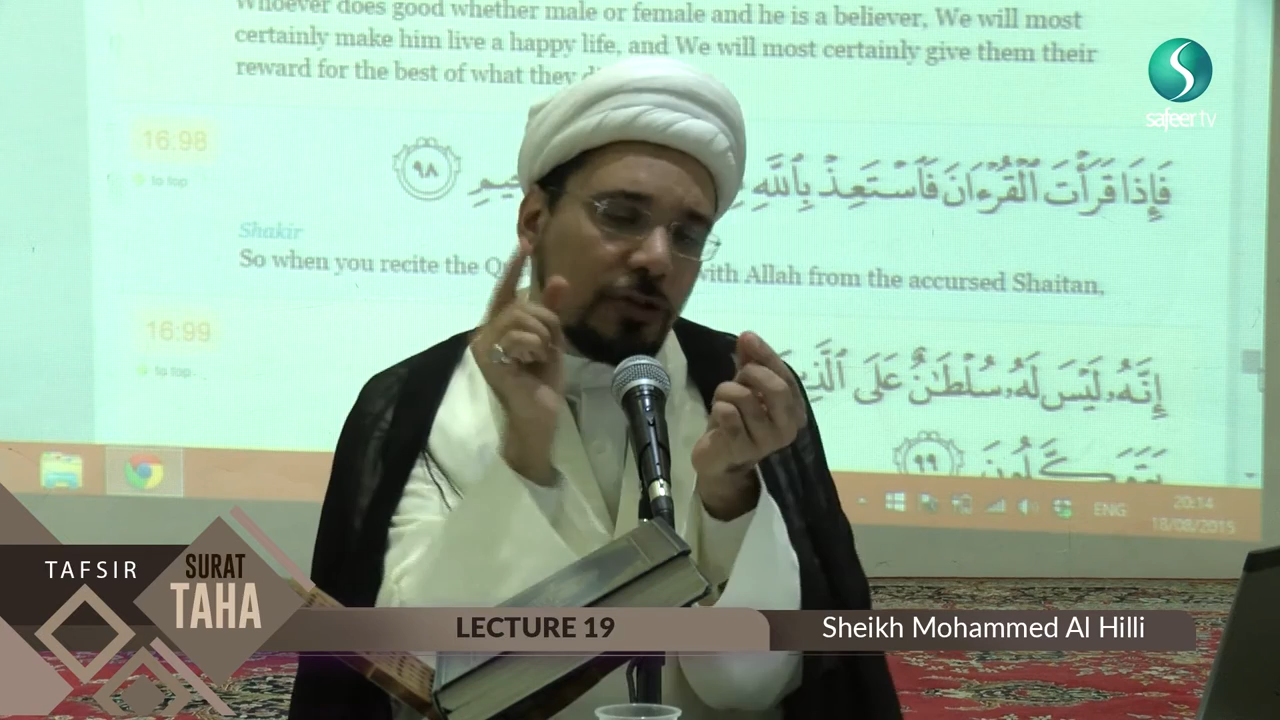 Whoever does good whether male or female and he is a believer, We will most
certainly make him live a happy life, and We will most certainly give them their
reward for the best of what they
safeer tv
16:98
to top
فَإِذَا قَرَأْتَ ٱلْقُرْءَانَ فَٱسْتَعِذْ بِٱللَّهِ
٩٨
Shakir
So when you recite the
with Allah from the accursed Shaitan,
16:99
to top
إِنَّهُۥ لَيْسَ لَهُۥ سُلْطَٰنٌ عَلَى
يَتَوَكَّلُونَ ٩٩
ENG
20:14
18/08/2015
TAFSIR
SURAT
TAHA
LECTURE 19
Sheikh Mohammed Al Hilli